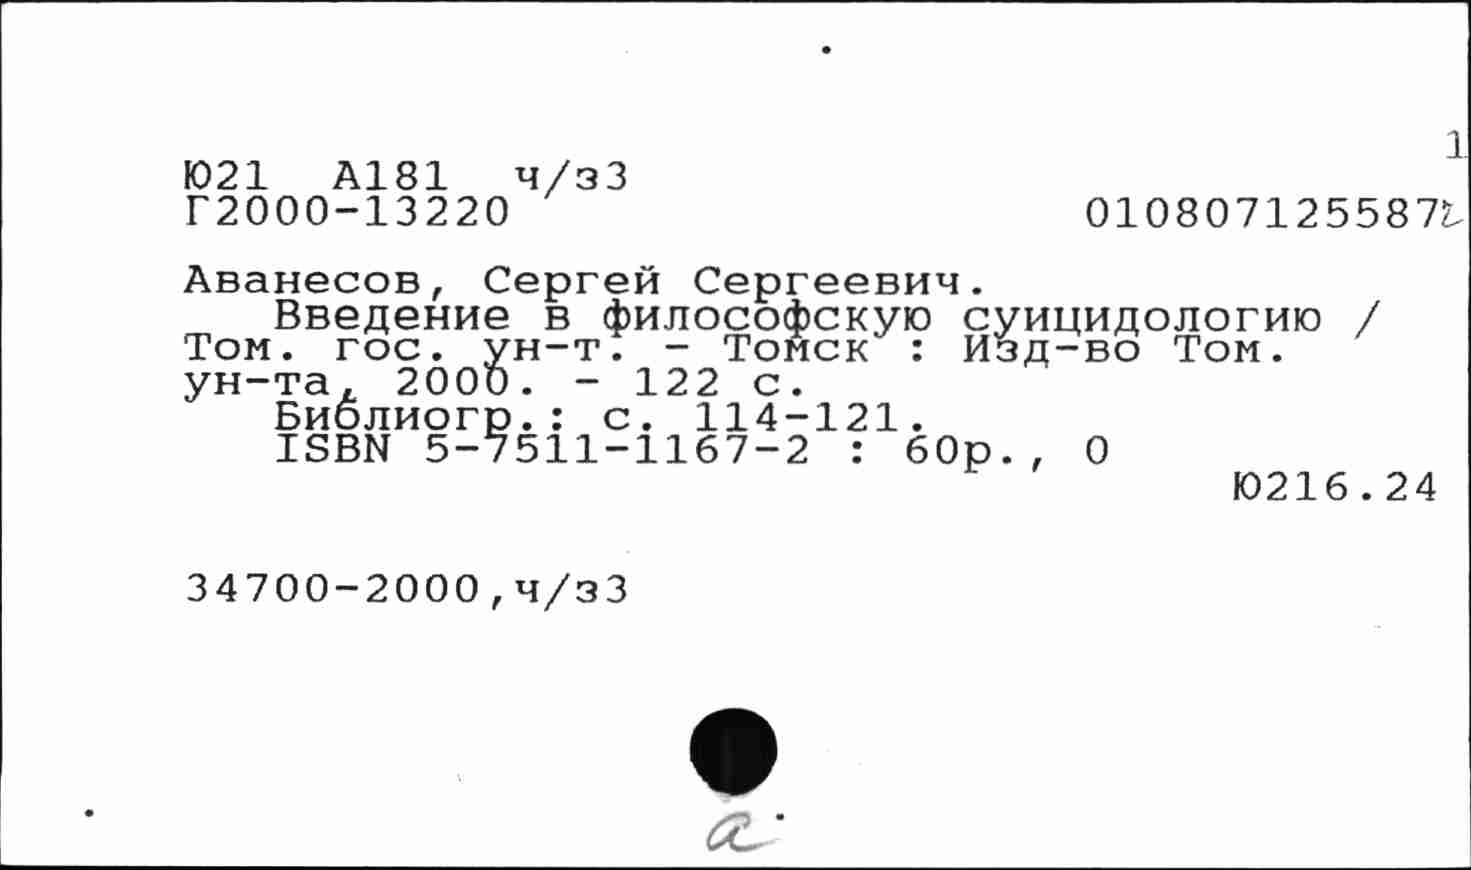 1
Ю21 А181 ч/з3
Г2000-13220 010807125587
Аванесов, Сергей Сергеевич.
Введение в философскую суицидологию /
Том. гос. ун-т. - Томск : Изд-во Том.
ун-та, 2000. - 122 с.
Библиогр.: с. 114-121.
ISBN 5-7511-1167-2 : 60р., 0
Ю216.24
34700-2000,ч/з3
а